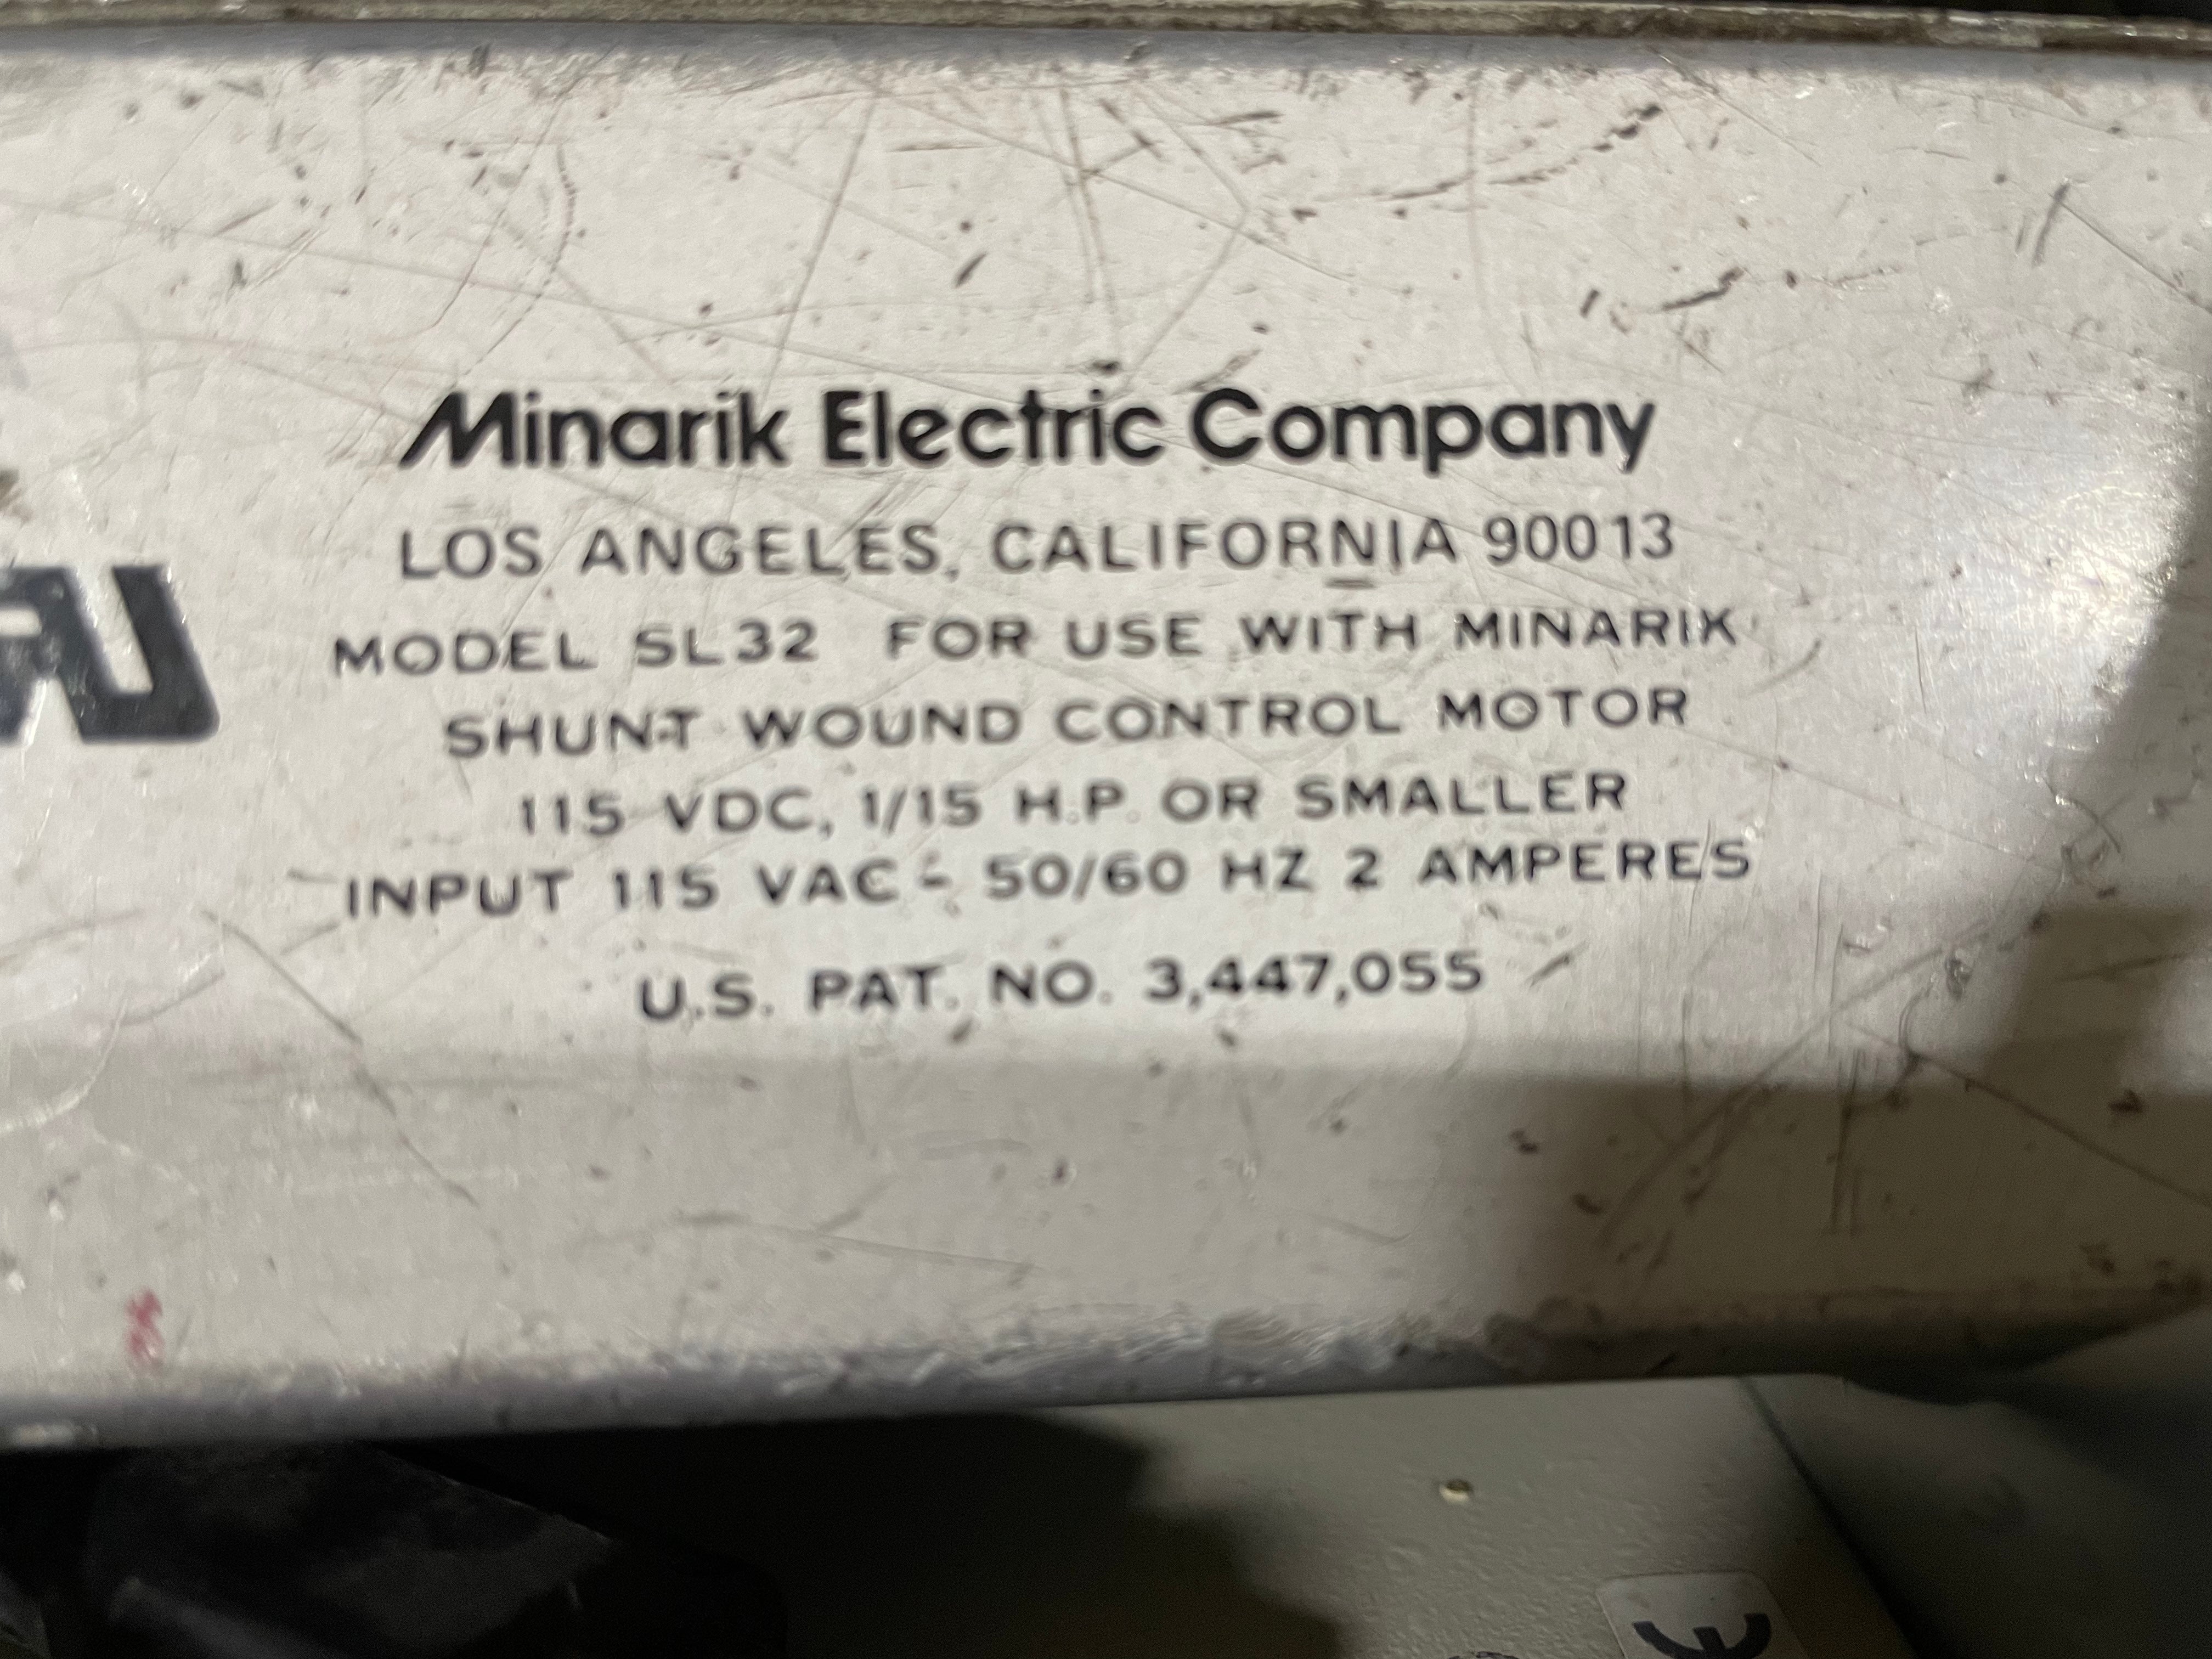 Minarik Electric Company
LOS ANGELES, CALIFORNIA 90013
MODEL SL32 FOR USE WITH MINARIK
SHUNT WOUND CONTROL MOTOR
115 VDC, 1/15 H.P. OR SMALLER
INPUT 115 VAC - 50/60 HZ 2 AMPERES
U.S. PAT. NO. 3,447,055